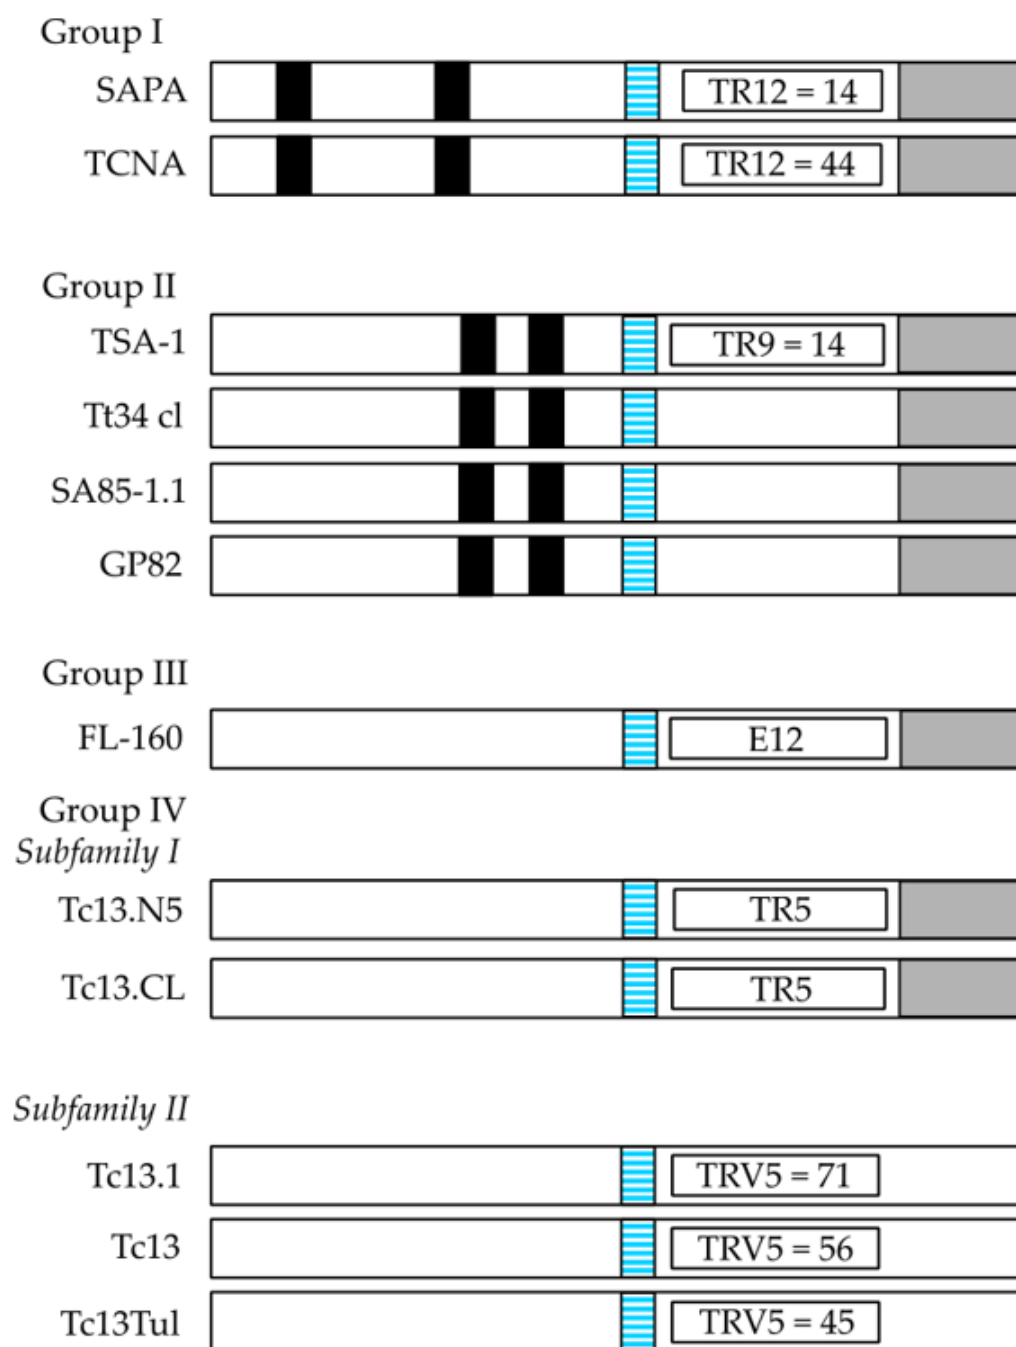 Group I
SAPA TR12 = 14
TCNA TR12 = 44
Group II
TSA-1 TR9 = 14
Tt34 cl
SA85-1.1
GP82
Group III
FL-160 E12
Group IV
Subfamily I
Tc13.N5 TR5
Tc13.CL TR5
Subfamily II
Tc13.1 TRV5 = 71
Tc13 TRV5 = 56
Tc13Tul TRV5 = 45